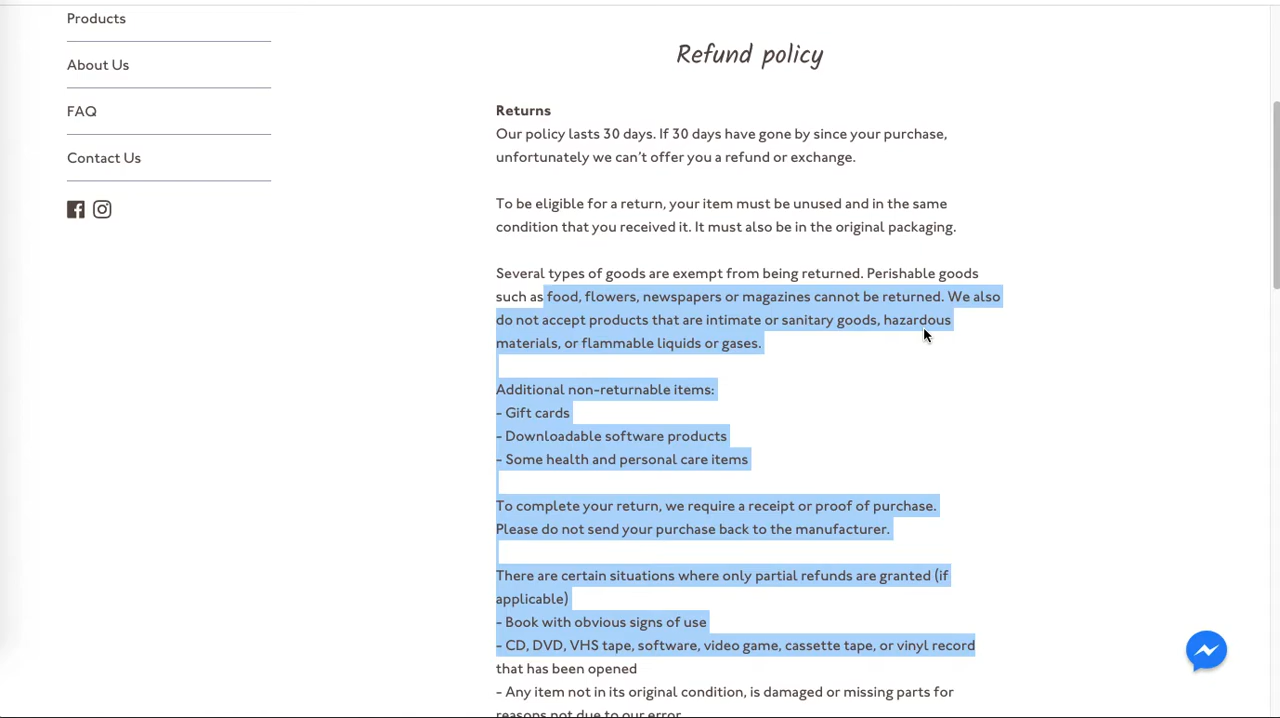 Products
About Us
FAQ
Contact Us
Refund policy
Returns
Our policy lasts 30 days. If 30 days have gone by since your purchase,
unfortunately we can't offer you a refund or exchange.
To be eligible for a return, your item must be unused and in the same
condition that you received it. It must also be in the original packaging.
Several types of goods are exempt from being returned. Perishable goods
such as food, flowers, newspapers or magazines cannot be returned. We also
do not accept products that are intimate or sanitary goods, hazardous
materials, or flammable liquids or gases.
Additional non-returnable items:
- Gift cards
- Downloadable software products
- Some health and personal care items
To complete your return, we require a receipt or proof of purchase.
Please do not send your purchase back to the manufacturer.
There are certain situations where only partial refunds are granted (if
applicable)
- Book with obvious signs of use
- CD, DVD, VHS tape, software, video game, cassette tape, or vinyl record
that has been opened
- Any item not in its original condition, is damaged or missing parts for
reasons not due to our error